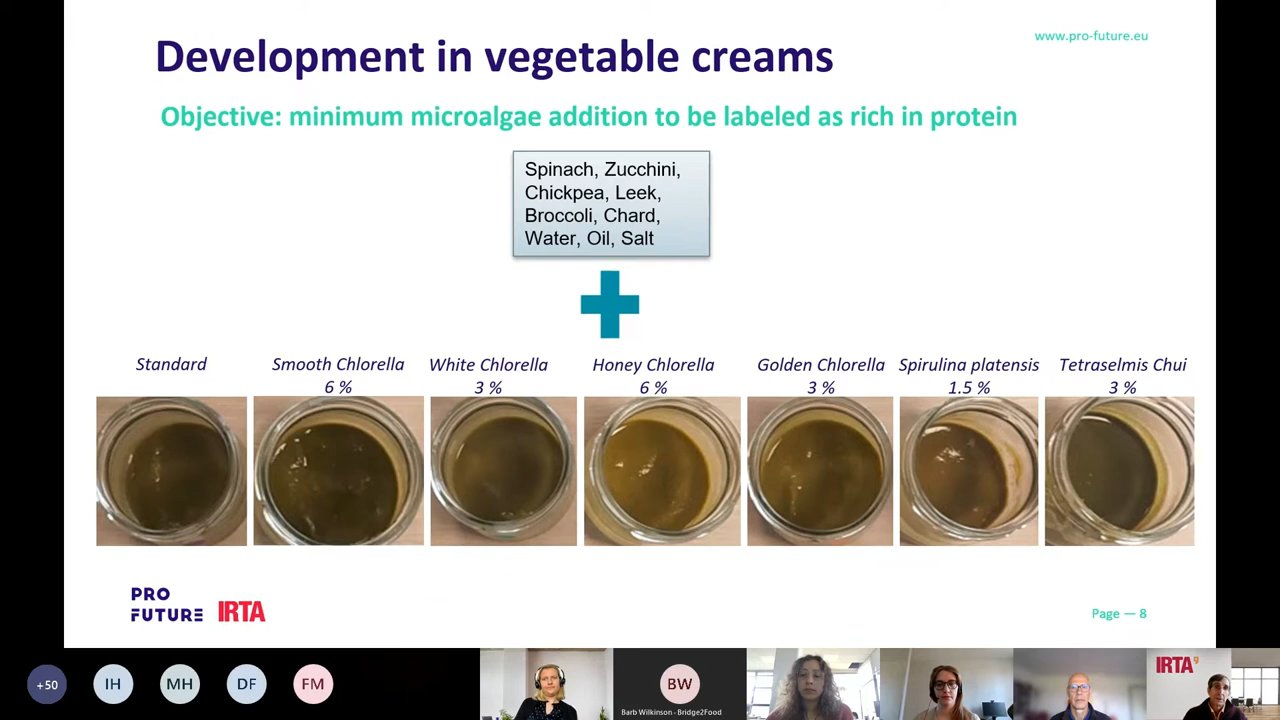 www.pro-future.eu
Development in vegetable creams
Objective: minimum microalgae addition to be labeled as rich in protein
Spinach, Zucchini,
Chickpea, Leek,
Broccoli, Chard,
Water, Oil, Salt
Standard
Smooth Chlorella
6 %
White Chlorella
3 %
Honey Chlorella
6 %
Golden Chlorella
3 %
Spirulina platensis
1.5 %
Tetraselmis Chui
3 %
PRO
FUTURE
IRTA
Page — 8
+50
IH
MH
DF
FM
BW
Barb Wilkinson - Bridge2Food
IRTA